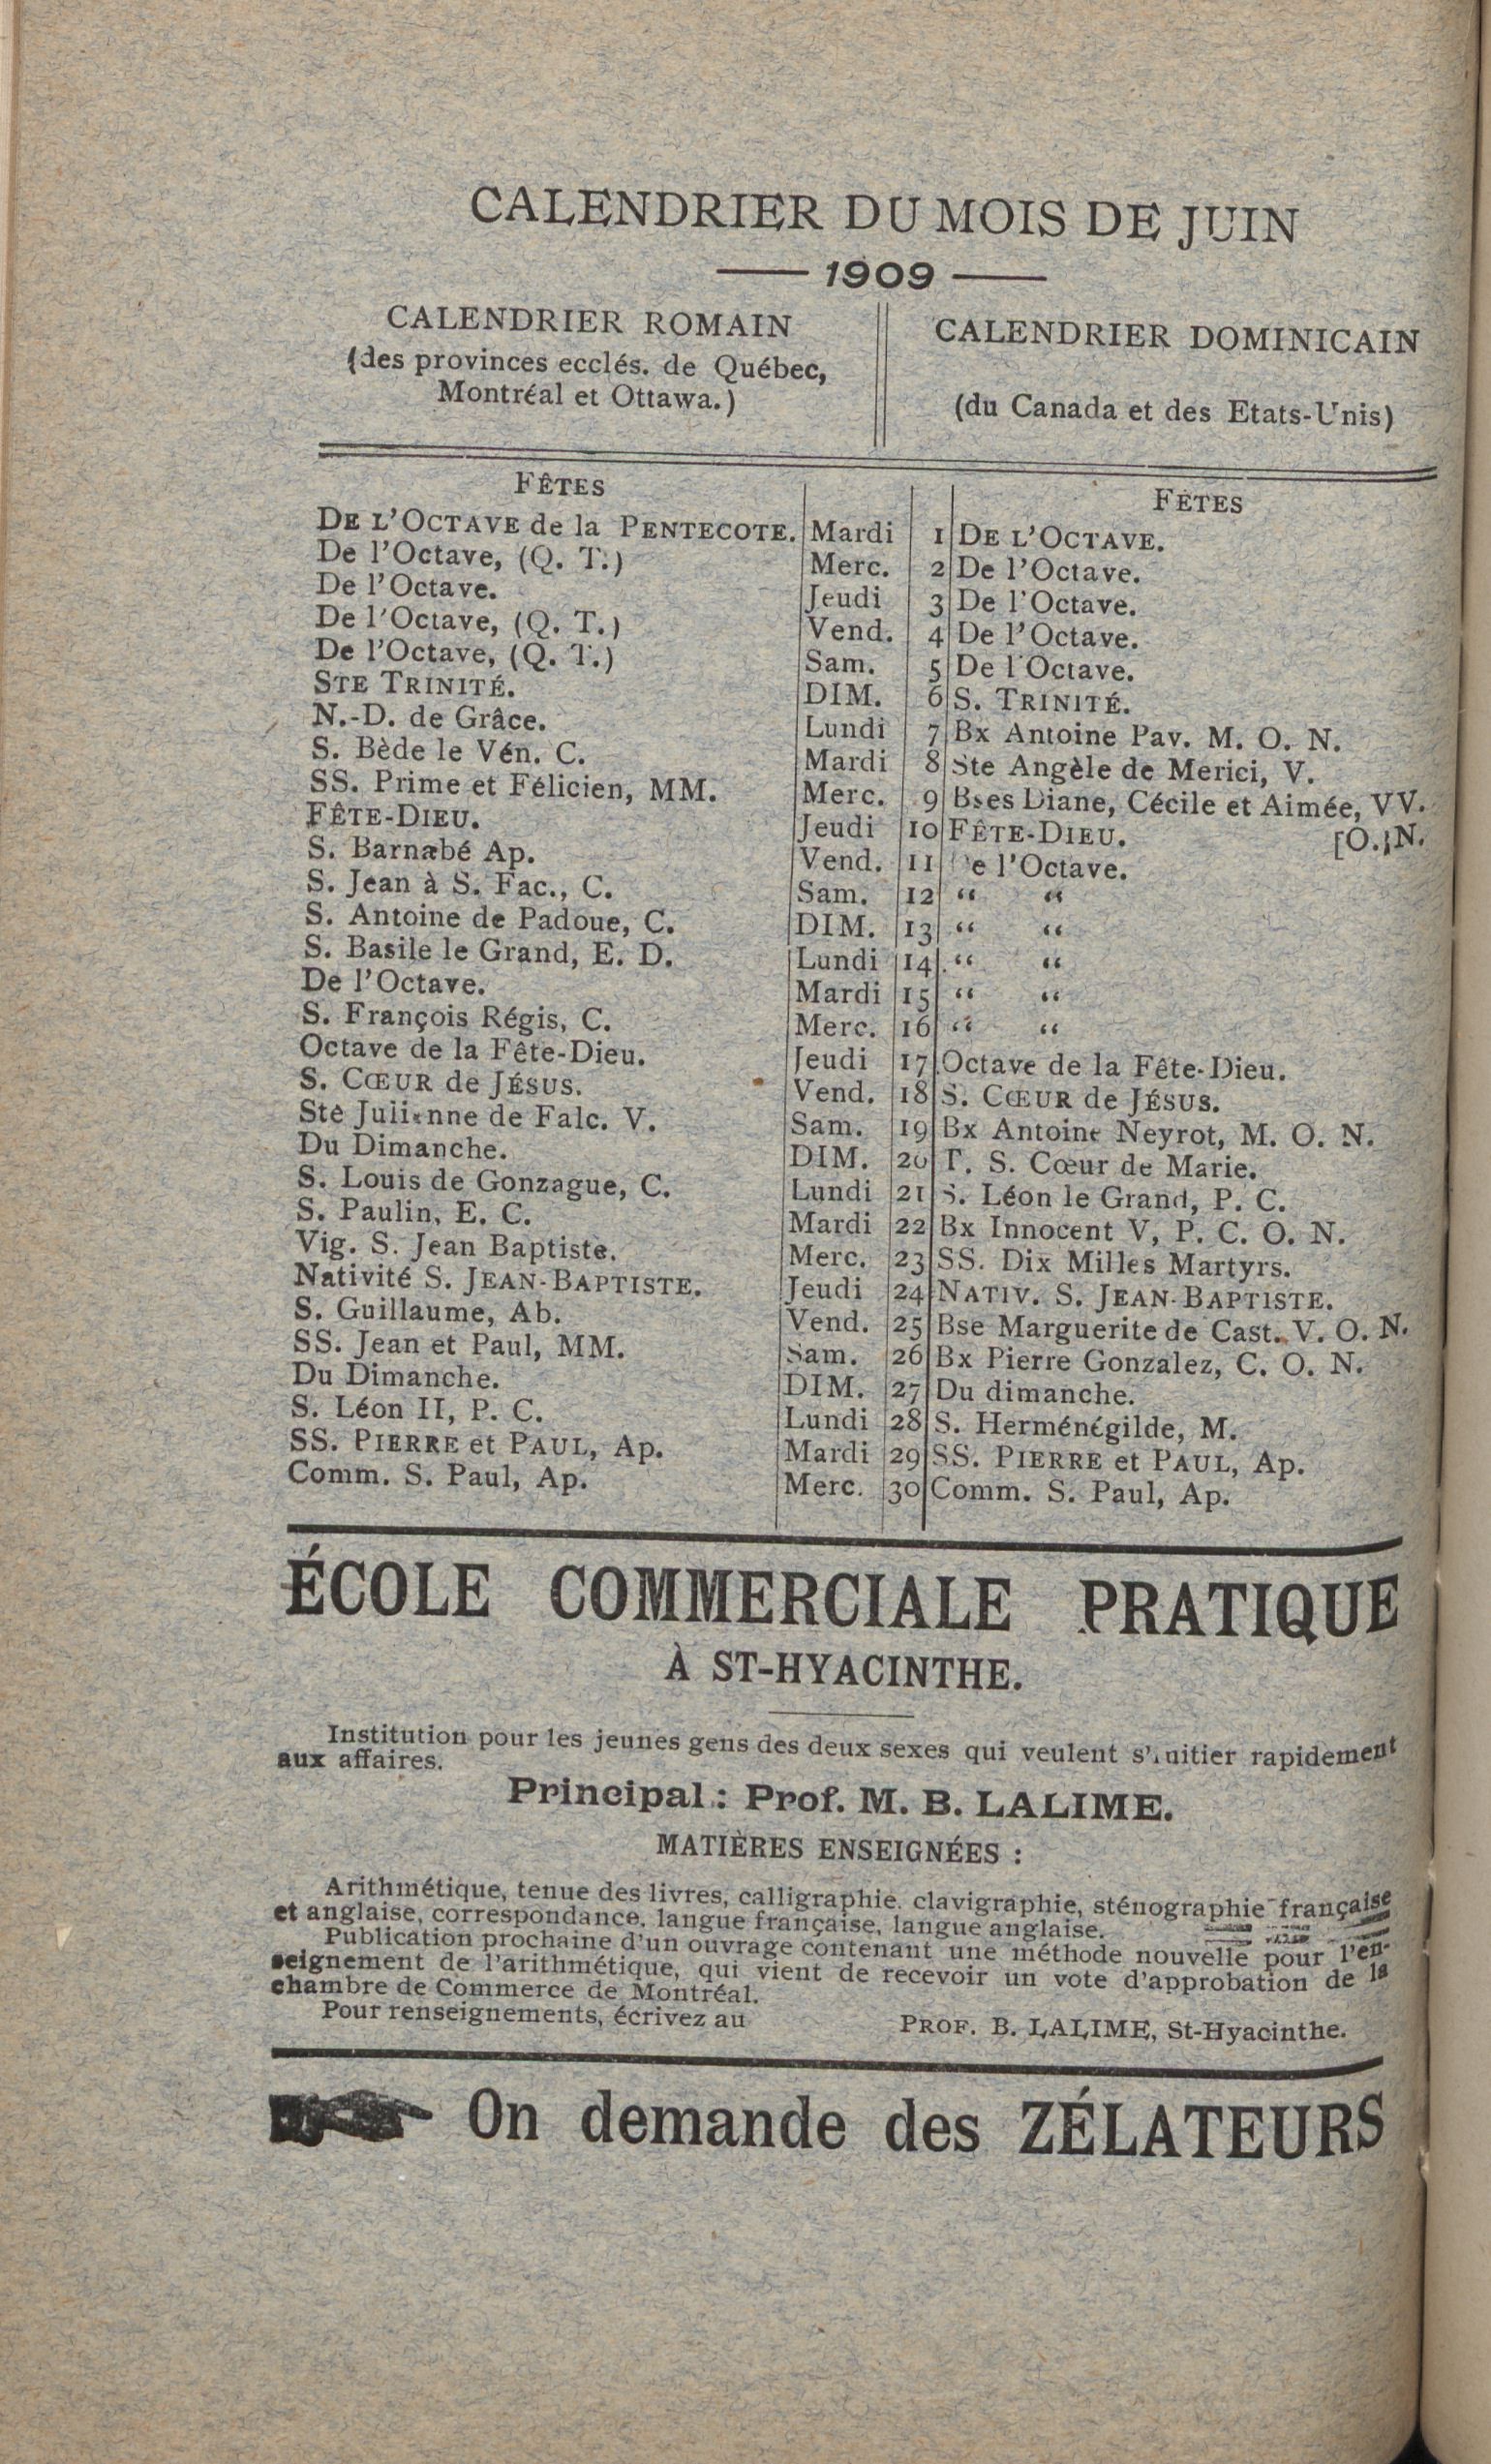 CALENDRIER DU MOIS DE JUIN
1909
CALENDRIER ROMAIN
(des provinces ecclés. de Québec,
Montréal et Ottawa.)
CALENDRIER DOMINICAIN
(du Canada et des Etats-Unis)
FÊTES FÊTES
DE L'OCTAVE de la PENTECOTE. Mardi 1 DE L'OCTAVE.
De l'Octave, (Q. T.) Merc. 2 De l'Octave.
De l'Octave. Jeudi 3 De l'Octave.
De l'Octave, (Q. T.) Vend. 4 De l'Octave.
De l'Octave, (Q. T.) Sam. 5 De l'Octave.
STE TRINITÉ. DIM. 6 S. TRINITÉ.
N.-D. de Grâce. Lundi 7 Bx Antoine Pav. M. O. N.
S. Bède le Vén. C. Mardi 8 Ste Angèle de Merici, V.
SS. Prime et Félicien, MM. Merc. 9 Bses Diane, Cécile et Aimée, VV.
FÊTE-DIEU. Jeudi 10 FÊTE-DIEU. [O.]N.
S. Barnabé Ap. Vend. 11 De l'Octave.
S. Jean à S. Fac., C. Sam. 12 “ “
S. Antoine de Padoue, C. DIM. 13 “ “
S. Basile le Grand, E. D. Lundi 14 “ “
De l'Octave. Mardi 15 “ “
S. François Régis, C. Merc. 16 “ “
Octave de la Fête-Dieu. Jeudi 17 Octave de la Fête-Dieu.
S. CŒUR de JÉSUS. Vend. 18 S. CŒUR de JÉSUS.
Ste Julienne de Falc. V. Sam. 19 Bx Antoine Neyrot, M. O. N.
Du Dimanche. DIM. 20 T. S. Cœur de Marie.
S. Louis de Gonzague, C. Lundi 21 S. Léon le Grand, P. C.
S. Paulin, E. C. Mardi 22 Bx Innocent V, P. C. O. N.
Vig. S. Jean Baptiste. Merc. 23 SS. Dix Milles Martyrs.
Nativité S. JEAN-BAPTISTE. Jeudi 24 NATIV. S. JEAN-BAPTISTE.
S. Guillaume, Ab. Vend. 25 Bse Marguerite de Cast. V. O. N.
SS. Jean et Paul, MM. Sam. 26 Bx Pierre Gonzalez, C. O. N.
Du Dimanche. DIM. 27 Du dimanche.
S. Léon II, P. C. Lundi 28 S. Herménégilde, M.
SS. PIERRE et PAUL, Ap. Mardi 29 SS. PIERRE et PAUL, Ap.
Comm. S. Paul, Ap. Merc. 30 Comm. S. Paul, Ap.
ÉCOLE COMMERCIALE PRATIQUE
À ST-HYACINTHE.
Institution pour les jeunes gens des deux sexes qui veulent s'initier rapidement
aux affaires.
Principal : Prof. M. B. LALIME.
MATIÈRES ENSEIGNÉES :
Arithmétique, tenue des livres, calligraphie. clavigraphie, sténographie française
et anglaise, correspondance. langue française, langue anglaise.
Publication prochaine d'un ouvrage contenant une méthode nouvelle pour l'en-
seignement de l'arithmétique, qui vient de recevoir un vote d'approbation de la
chambre de Commerce de Montréal.
Pour renseignements, écrivez au PROF. B. LALIME, St-Hyacinthe.
On demande des ZÉLATEURS